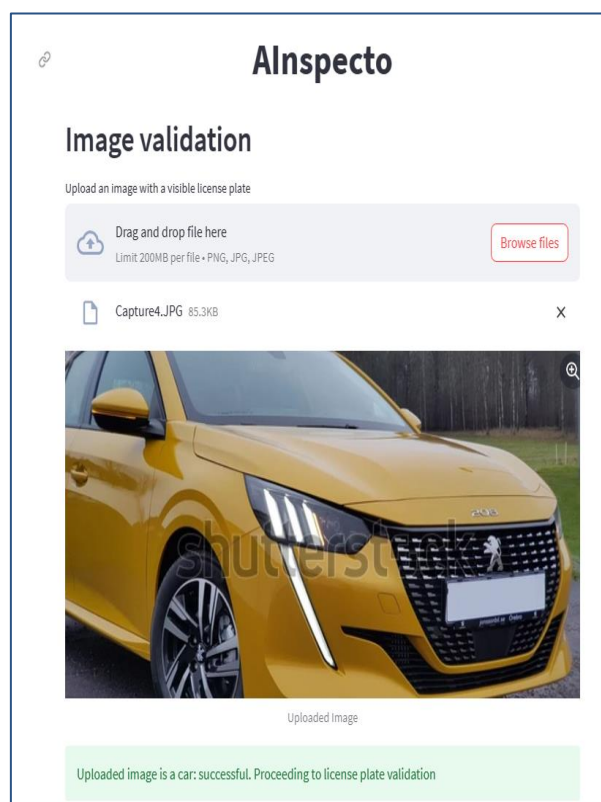 AInspecto
Image validation
Upload an image with a visible license plate
Drag and drop file here
Limit 200MB per file • PNG, JPG, JPEG
Browse files
Capture4.JPG 85.3KB
X
208
shutterstock
Uploaded Image
Uploaded image is a car: successful. Proceeding to license plate validation